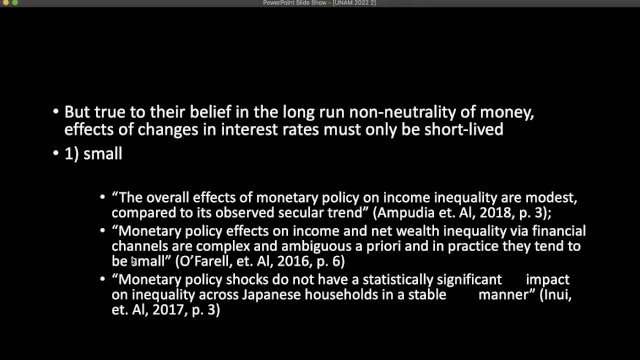 PowerPoint Slide Show - [UNAM 2022 2]
• But true to their belief in the long run non-neutrality of money,
effects of changes in interest rates must only be short-lived
• 1) small
• “The overall effects of monetary policy on income inequality are modest,
compared to its observed secular trend” (Ampudia et. Al, 2018, p. 3);
• “Monetary policy effects on income and net wealth inequality via financial
channels are complex and ambiguous a priori and in practice they tend to
be small” (O’Farell, et. Al, 2016, p. 6)
• “Monetary policy shocks do not have a statistically significant impact
on inequality across Japanese households in a stable manner” (Inui,
et. Al, 2017, p. 3)